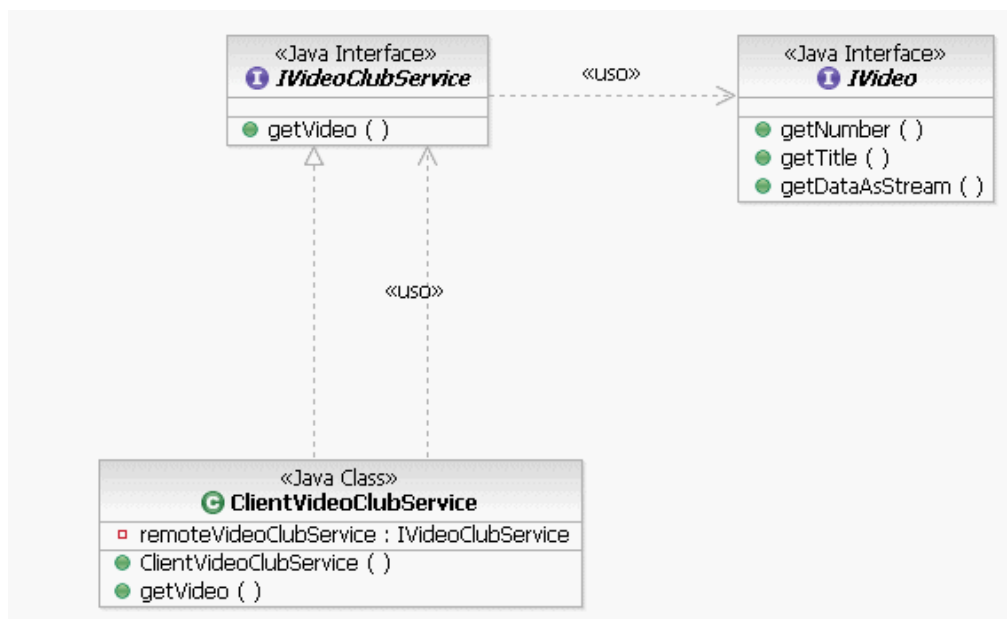 «Java Interface»
IVideoClubService
getVideo ( )
«uso»
«Java Interface»
IVideo
getNumber ( )
getTitle ( )
getDataAsStream ( )
«uso»
«Java Class»
ClientVideoClubService
remoteVideoClubService : IVideoClubService
ClientVideoClubService ( )
getVideo ( )